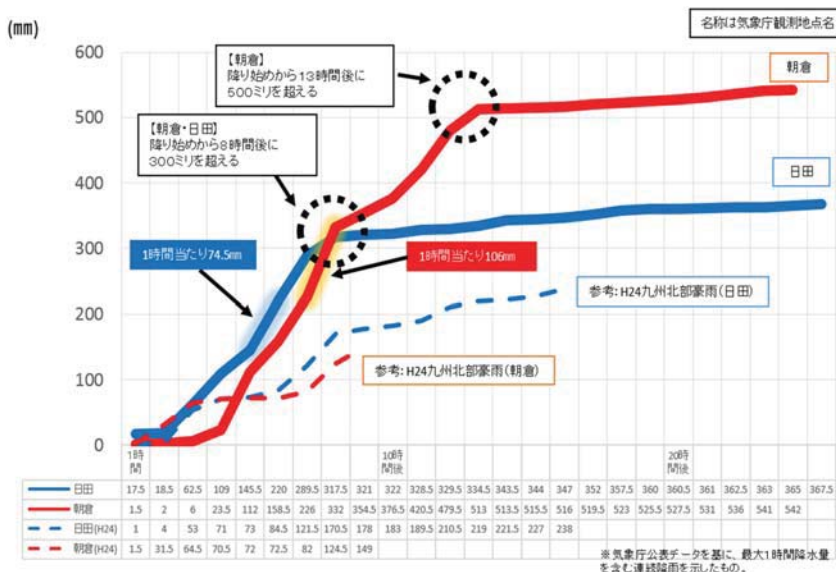 (mm)
名称は気象庁観測地点名
600
500
400
300
200
100
0
【朝倉】
降り始めから13時間後に
500ミリを超える
【朝倉・日田】
降り始めから8時間後に
300ミリを超える
朝倉
日田
1時間当たり74.5mm
1時間当たり106mm
参考:H24九州北部豪雨(日田)
参考:H24九州北部豪雨(朝倉)
1時
間
10時
間後
20時
間後
日田 17.5 18.5 62.5 109 145.5 220 289.5 317.5 321 322 328.5 329.5 334.5 343.5 344 347 352 357.5 360 360.5 361 362.5 363 365 367.5
朝倉 1.5 2 6 23.5 112 158.5 226 332 354.5 376.5 420.5 479.5 513 513.5 515.5 516 519.5 523 525.5 527.5 531 536 541 542
日田(H24) 1 4 53 71 73 84.5 121.5 170.5 178 183 189.5 210.5 219 221.5 227 238
朝倉(H24) 1.5 31.5 64.5 70.5 72 72.5 82 124.5 149
※気象庁公表データを基に、最大1時間降水量
を含む連続降雨を示したもの。